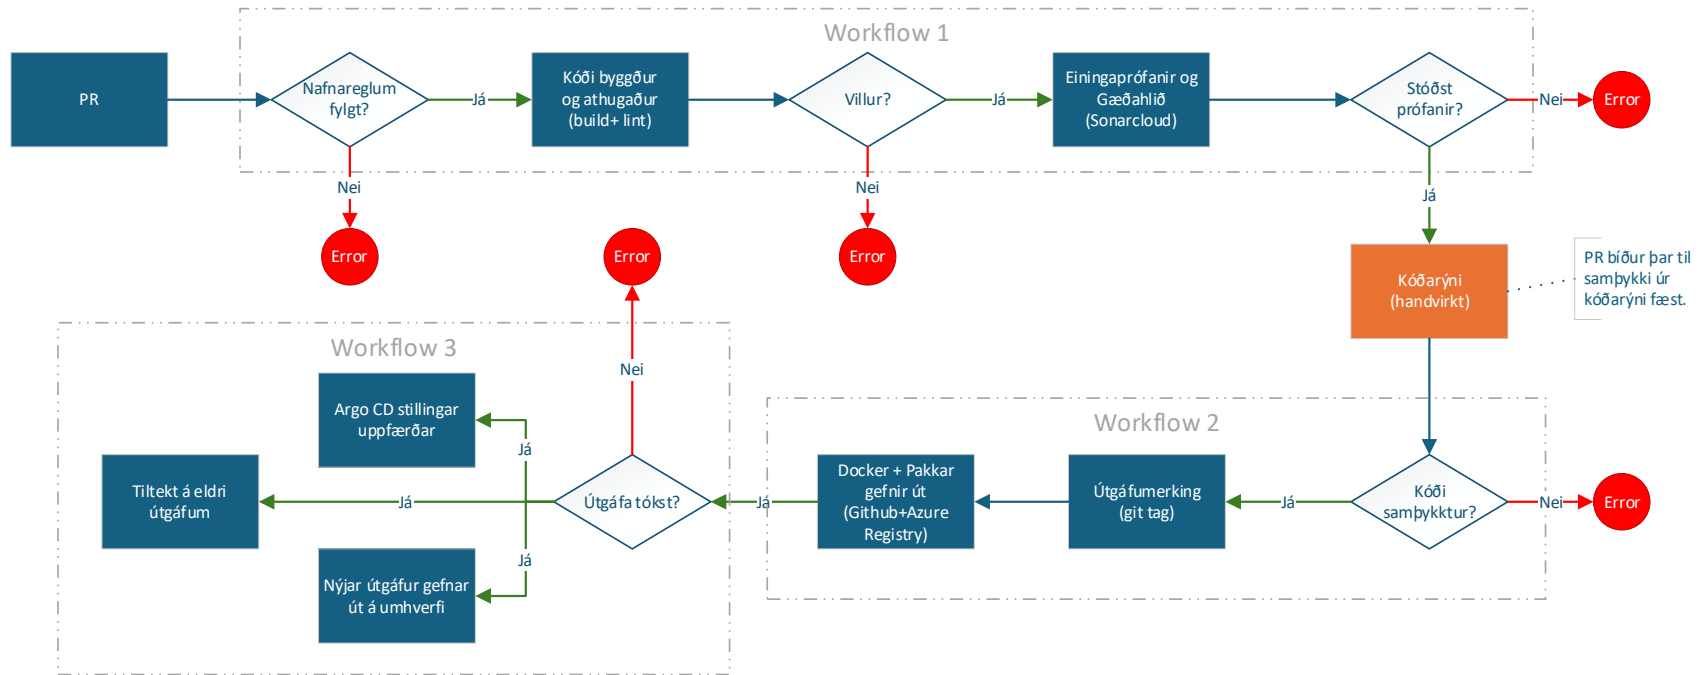 Workflow 1
PR
Nafnareglum
fylgt?
Já
Kóði byggður
og athugaður
(build+ lint)
Villur?
Já
Einingaprófanir og
Gæðahlið
(Sonarcloud)
Stóðst
prófanir?
Nei
Error
Nei
Error
Nei
Error
Já
Error
Nei
Kóðarýni
(handvirkt)
PR bíður þar til
samþykki úr
kóðarýni fæst.
Workflow 3
Argo CD stillingar
uppfærðar
Já
Tiltekt á eldri
útgáfum
Já
Útgáfa tókst?
Já
Nýjar útgáfur gefnar
út á umhverfi
Já
Workflow 2
Docker + Pakkar
gefnir út
(Github+Azure
Registry)
Útgáfumerking
(git tag)
Já
Kóði
samþykktur?
Nei
Error